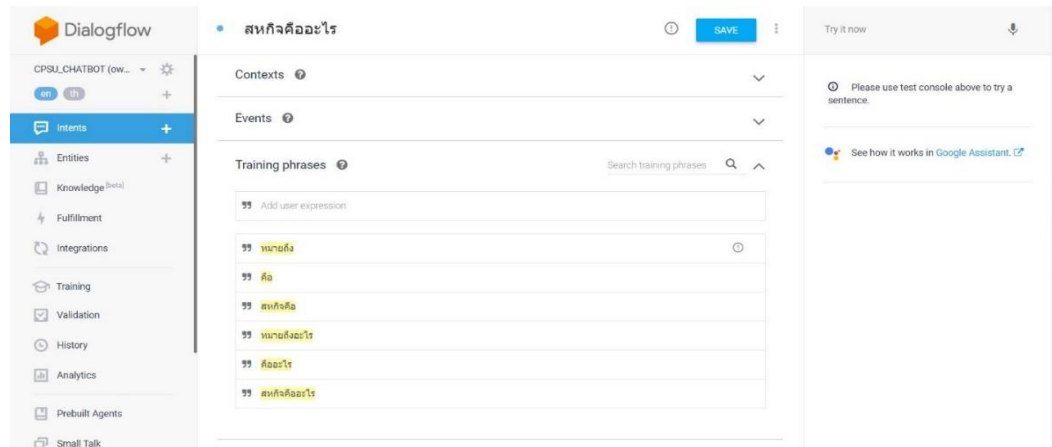 Dialogflow
CPSU_CHATBOT (ow...
en th
Intents
Entities
Knowledge [beta]
Fulfillment
Integrations
Training
Validation
History
Analytics
Prebuilt Agents
Small Talk
สหกิจคืออะไร
SAVE
Contexts
Events
Training phrases
Search training phrases
Add user expression
หมายถึง
คือ
สหกิจคือ
หมายถึงอะไร
คืออะไร
สหกิจคืออะไร
Try it now
Please use test console above to try a
sentence.
See how it works in Google Assistant.